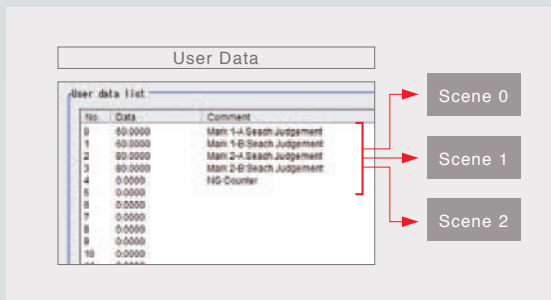 User Data
User data list
No. Data Comment
0 60.0000 Mark 1-A Seach Judgement
1 60.0000 Mark 1-B Seach Judgement
2 60.0000 Mark 2-A Seach Judgement
3 60.0000 Mark 2-B Seach Judgement
4 0.0000 NG Counter
5 0.0000
6 0.0000
7 0.0000
8 0.0000
9 0.0000
10 0.0000
Scene 0
Scene 1
Scene 2